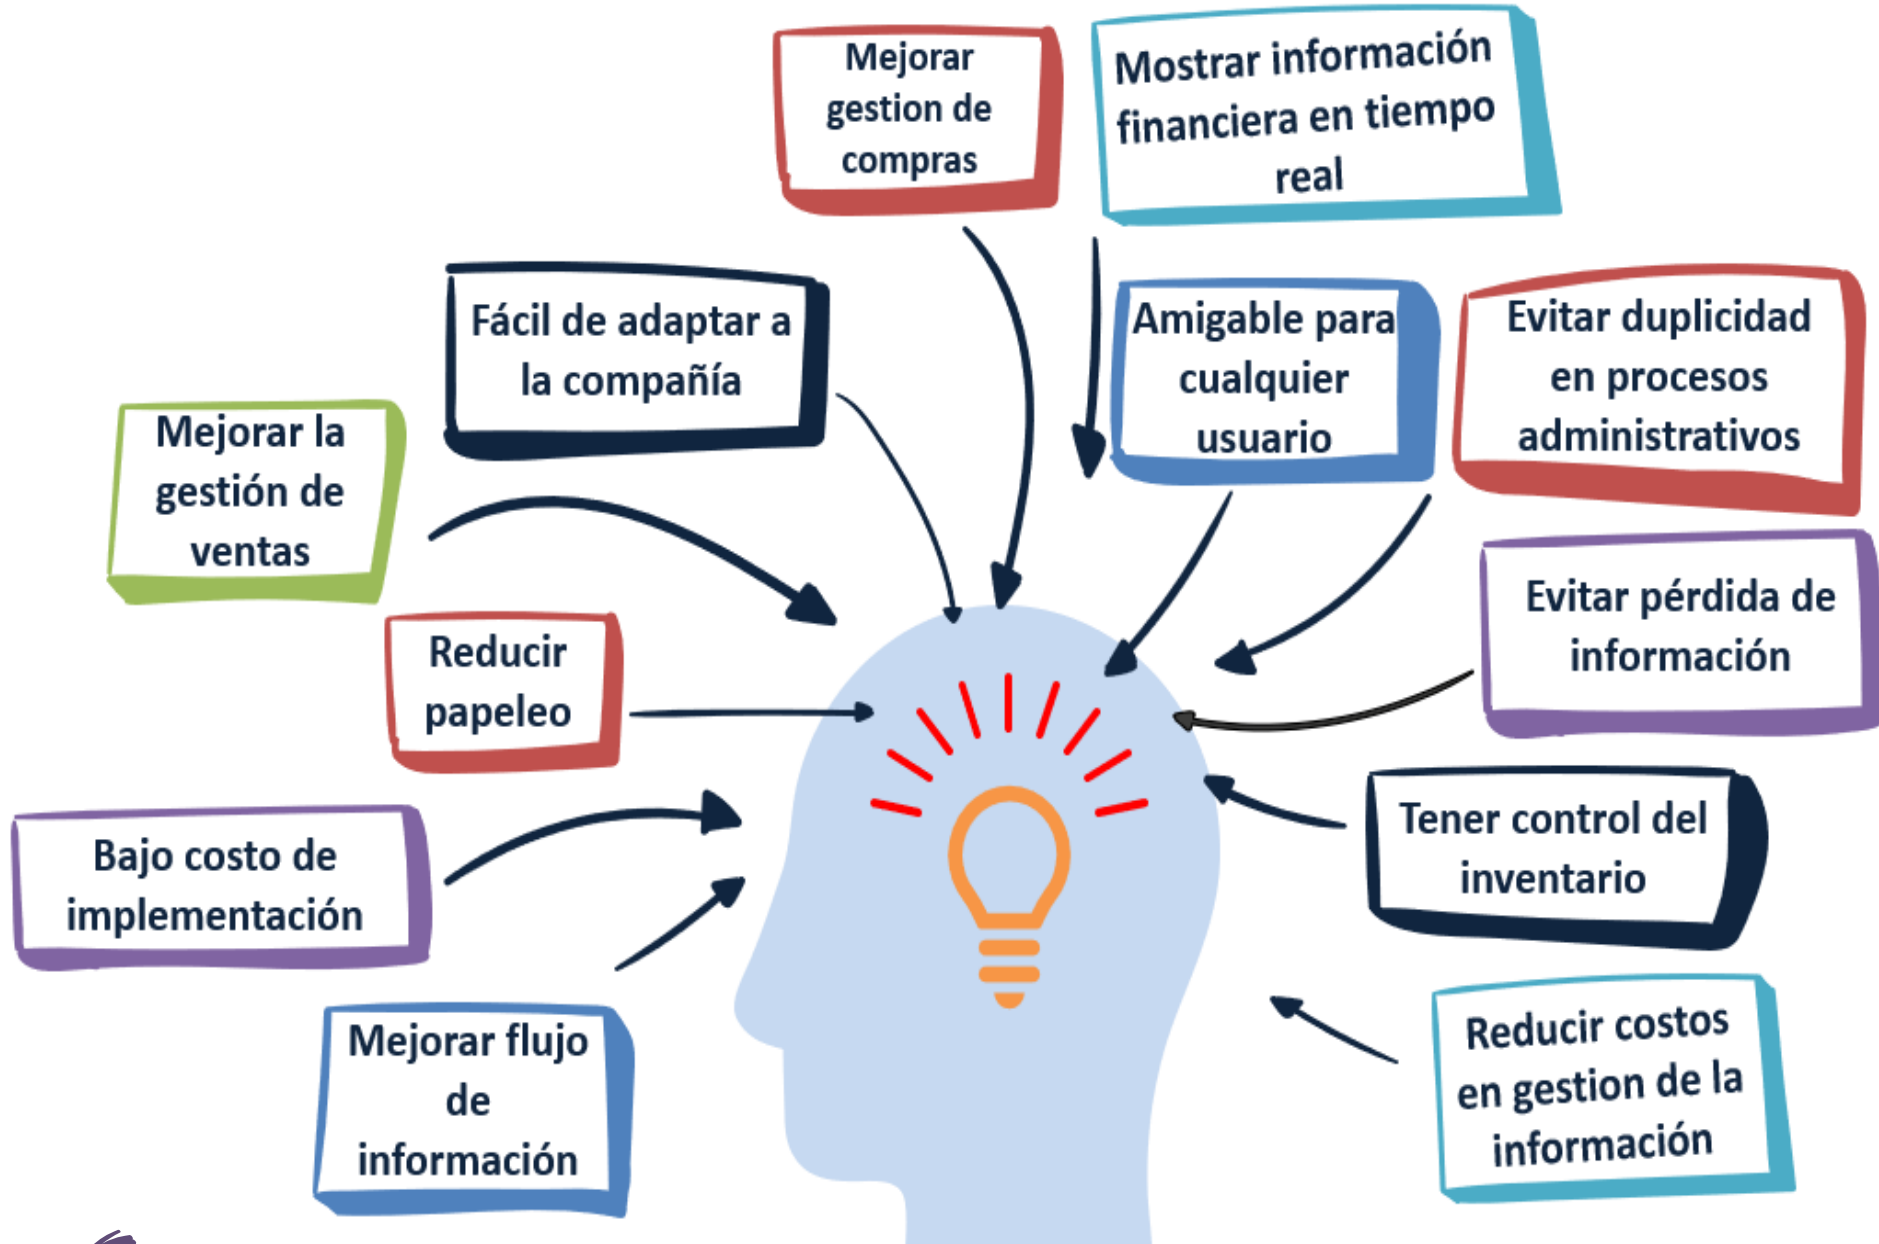 Mejorar
gestion de
compras
Mostrar información
financiera en tiempo
real
Fácil de adaptar a
la compañía
Amigable para
cualquier
usuario
Evitar duplicidad
en procesos
administrativos
Mejorar la
gestión de
ventas
Evitar pérdida de
información
Reducir
papeleo
Tener control del
inventario
Bajo costo de
implementación
Mejorar flujo
de
información
Reducir costos
en gestion de la
información